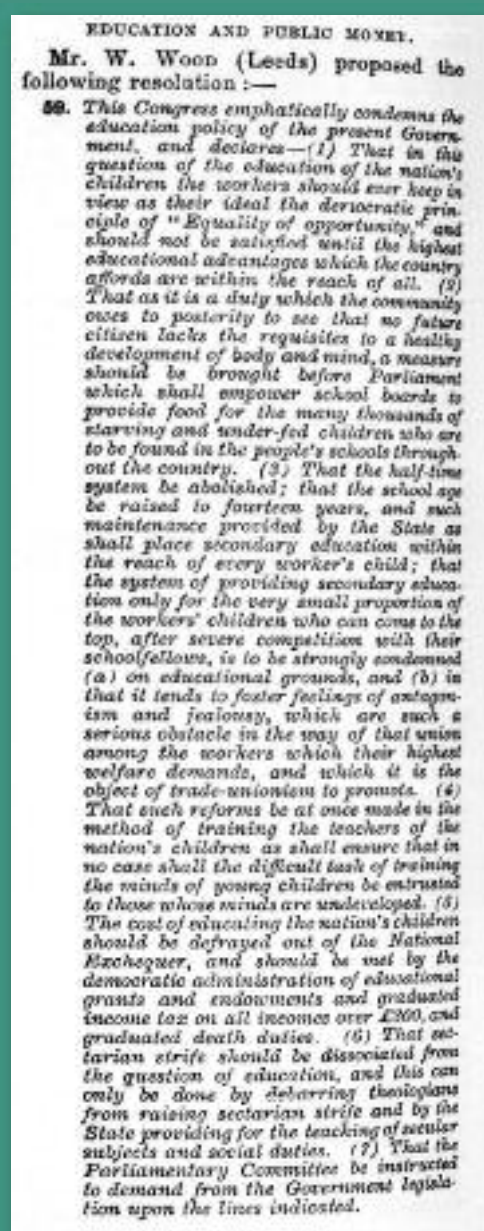 EDUCATION AND PUBLIC MONEY.
Mr. W. Wood (Leeds) proposed the
following resolution :—
59. This Congress emphatically condemns the
education policy of the present Govern-
ment, and declares—(1) That in this
question of the education of the nation's
children the workers should ever keep in
view as their ideal the democratic prin-
ciple of "Equality of opportunity," and
should not be satisfied until the highest
educational advantages which the country
affords are within the reach of all. (2)
That as it is a duty which the community
owes to posterity to see that no future
citizen lacks the requisites to a healthy
development of body and mind, a measure
should be brought before Parliament
which shall empower school boards to
provide food for the many thousands of
starving and under-fed children who are
to be found in the people's schools through-
out the country. (3) That the half-time
system be abolished; that the school age
be raised to fourteen years, and such
maintenance provided by the State as
shall place secondary education within
the reach of every worker's child; that
the system of providing secondary educa-
tion only for the very small proportion of
the workers' children who can come to the
top, after severe competition with their
schoolfellows, is to be strongly condemned
(a) on educational grounds, and (b) in
that it tends to foster feelings of antagon-
ism and jealousy, which are such a
serious obstacle in the way of that union
among the workers which their highest
welfare demands, and which it is the
object of trade-unionism to promote. (4)
That such reforms be at once made in the
method of training the teachers of the
nation's children as shall ensure that in
no case shall the difficult task of training
the minds of young children be entrusted
to those whose minds are undeveloped. (5)
The cost of educating the nation's children
should be defrayed out of the National
Exchequer, and should be met by the
democratic administration of educational
grants and endowments and graduated
income tax on all incomes over £200, and
graduated death duties. (6) That sec-
tarian strife should be dissociated from
the question of education, and this can
only be done by debarring theologians
from raising sectarian strife and by the
State providing for the teaching of secular
subjects and social duties. (7) That the
Parliamentary Committee be instructed
to demand from the Government legisla-
tion upon the lines indicated.